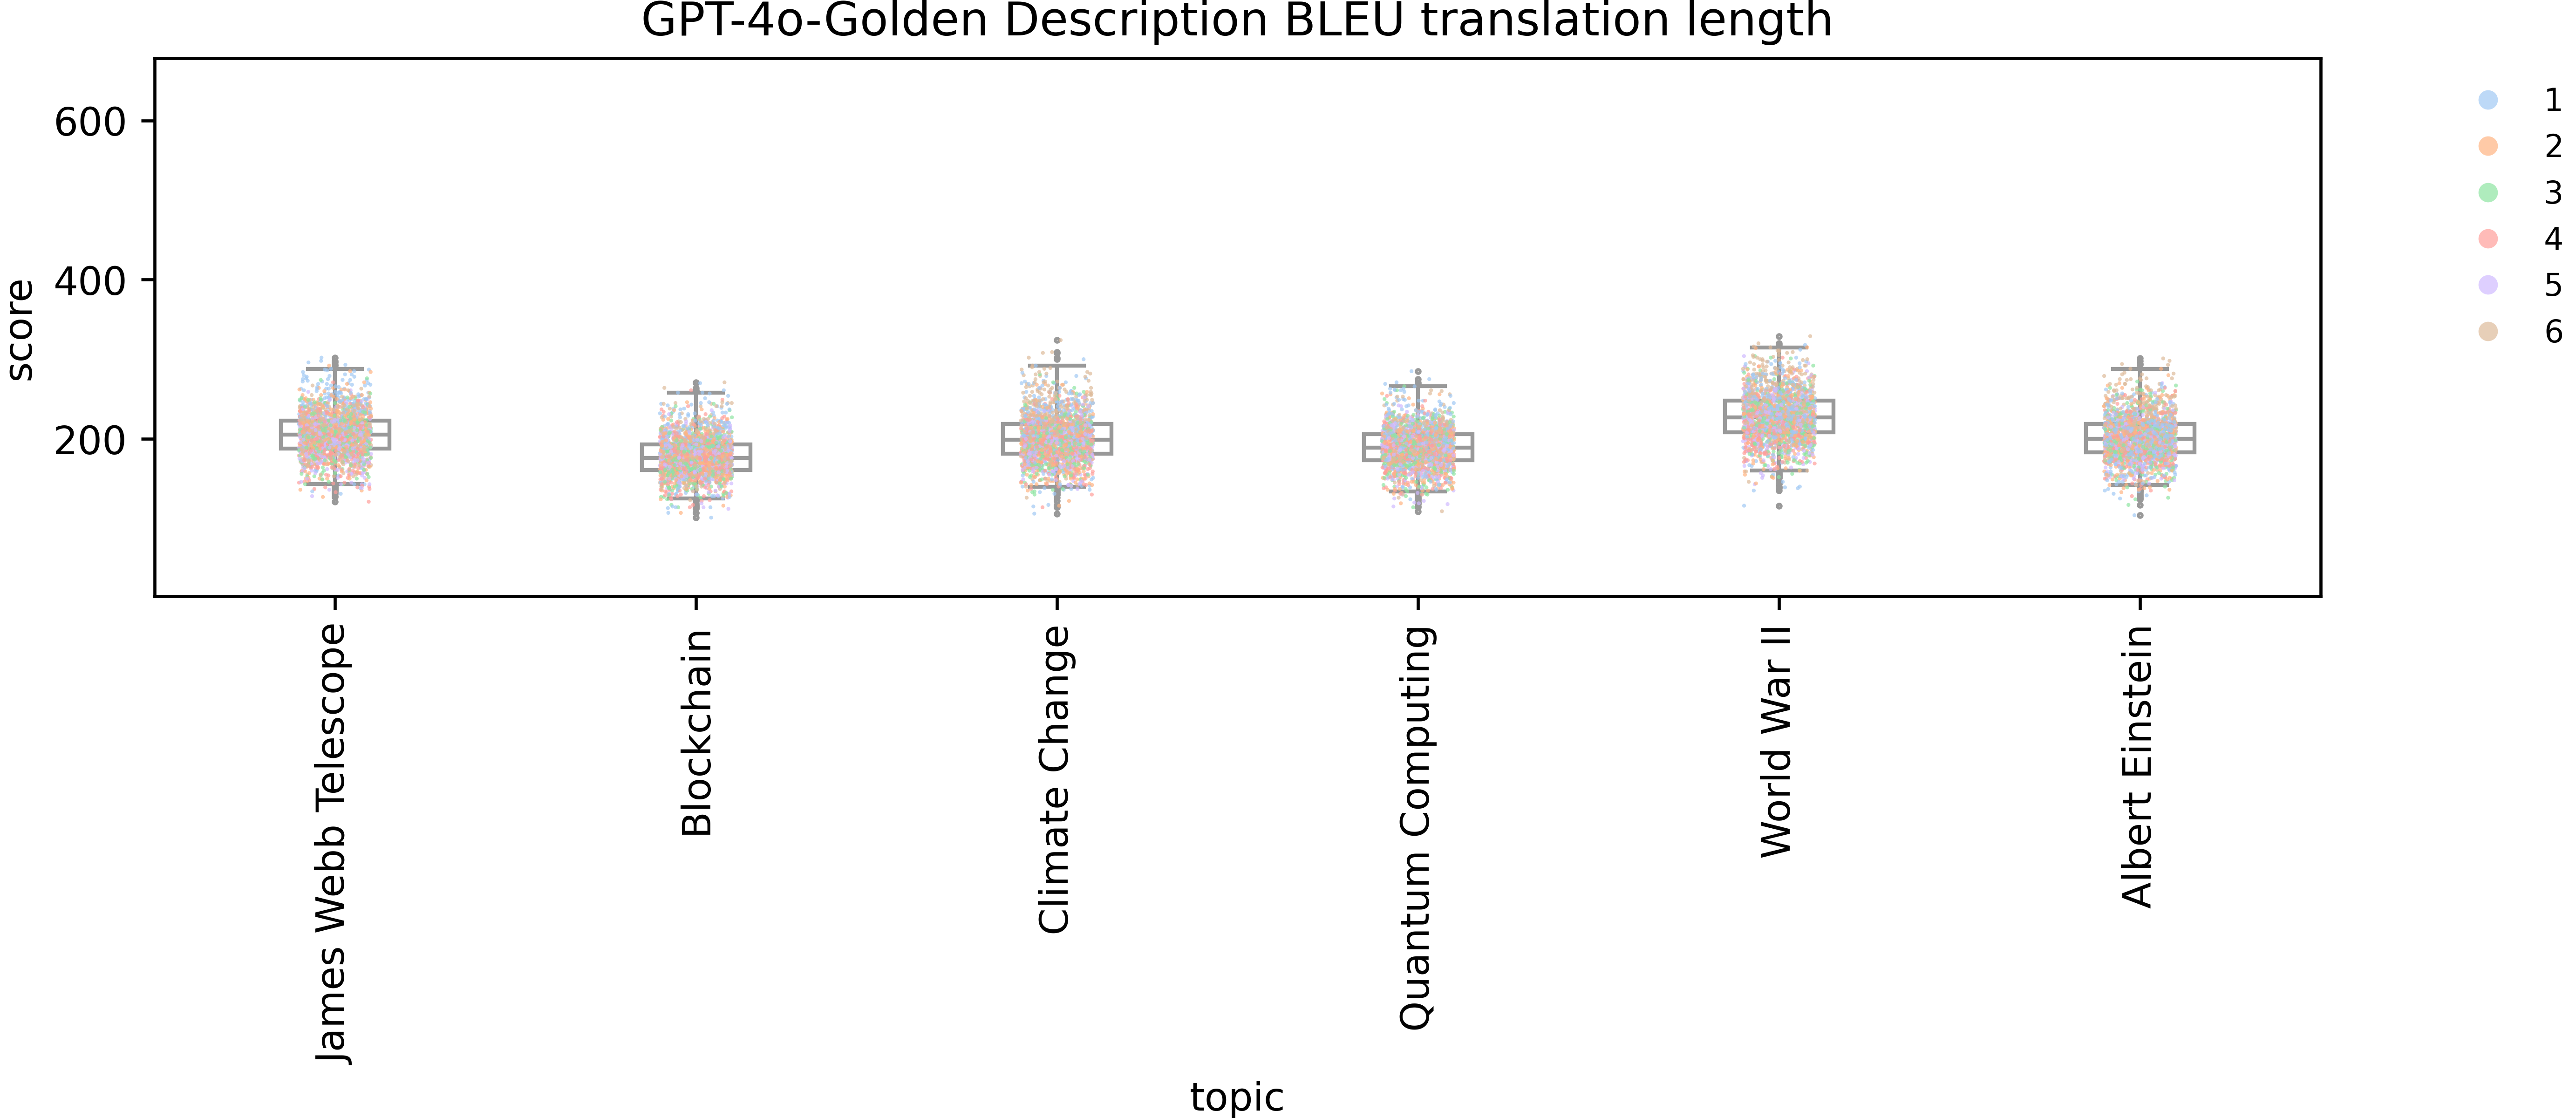 GPT-4o-Golden Description BLEU translation length
score
600
400
200
1
2
3
4
5
6
James Webb Telescope
Blockchain
Climate Change
Quantum Computing
World War II
Albert Einstein
topic